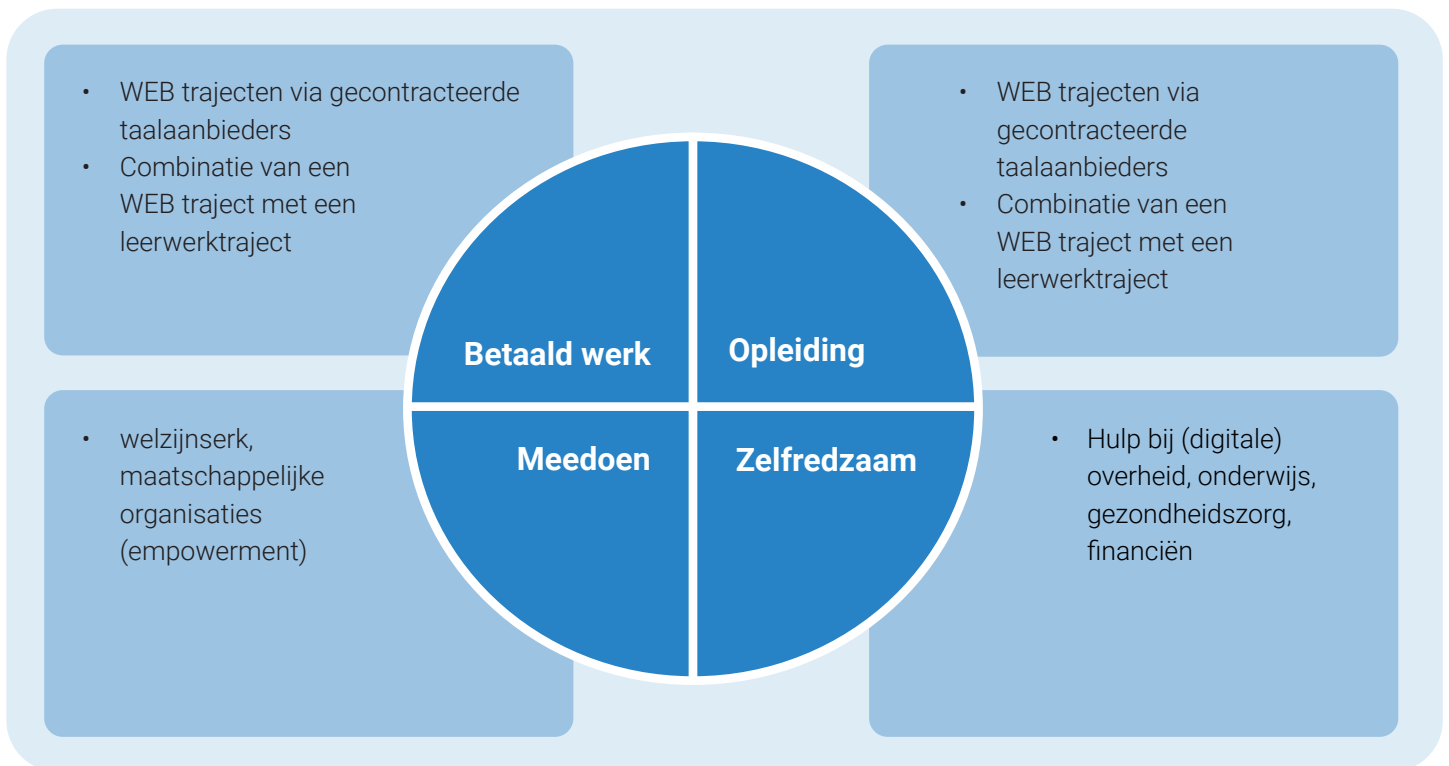 • WEB trajecten via gecontracteerde
taalaanbieders
• Combinatie van een
WEB traject met een
leerwerktraject
• WEB trajecten via
gecontracteerde
taalaanbieders
• Combinatie van een
WEB traject met een
leerwerktraject
Betaald werk
Opleiding
Meedoen
Zelfredzaam
• welzijnserk,
maatschappelijke
organisaties
(empowerment)
• Hulp bij (digitale)
overheid, onderwijs,
gezondheidszorg,
financiën